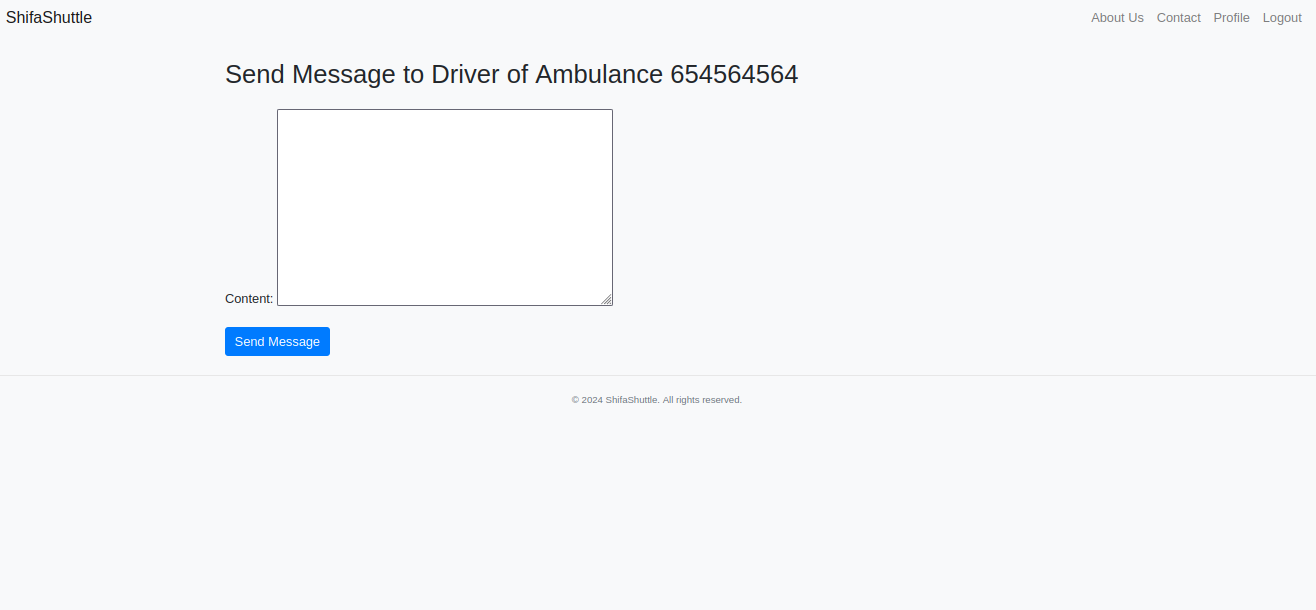 ShifaShuttle
About Us Contact Profile Logout
Send Message to Driver of Ambulance 654564564
Content:
Send Message
© 2024 ShifaShuttle. All rights reserved.